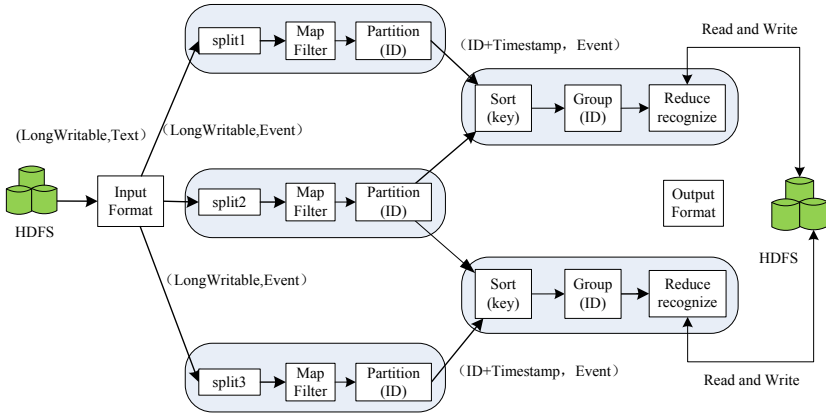 split1
Map
Filter
Partition
(ID)
(ID+Timestamp，Event)
Read and Write
Sort
(key)
Group
(ID)
Reduce
recognize
(LongWritable,Text)
（LongWritable,Event)
HDFS
Input
Format
split2
Map
Filter
Partition
(ID)
Output
Format
HDFS
（LongWritable,Event)
Sort
(key)
Group
(ID)
Reduce
recognize
split3
Map
Filter
Partition
(ID)
(ID+Timestamp，Event)
Read and Write